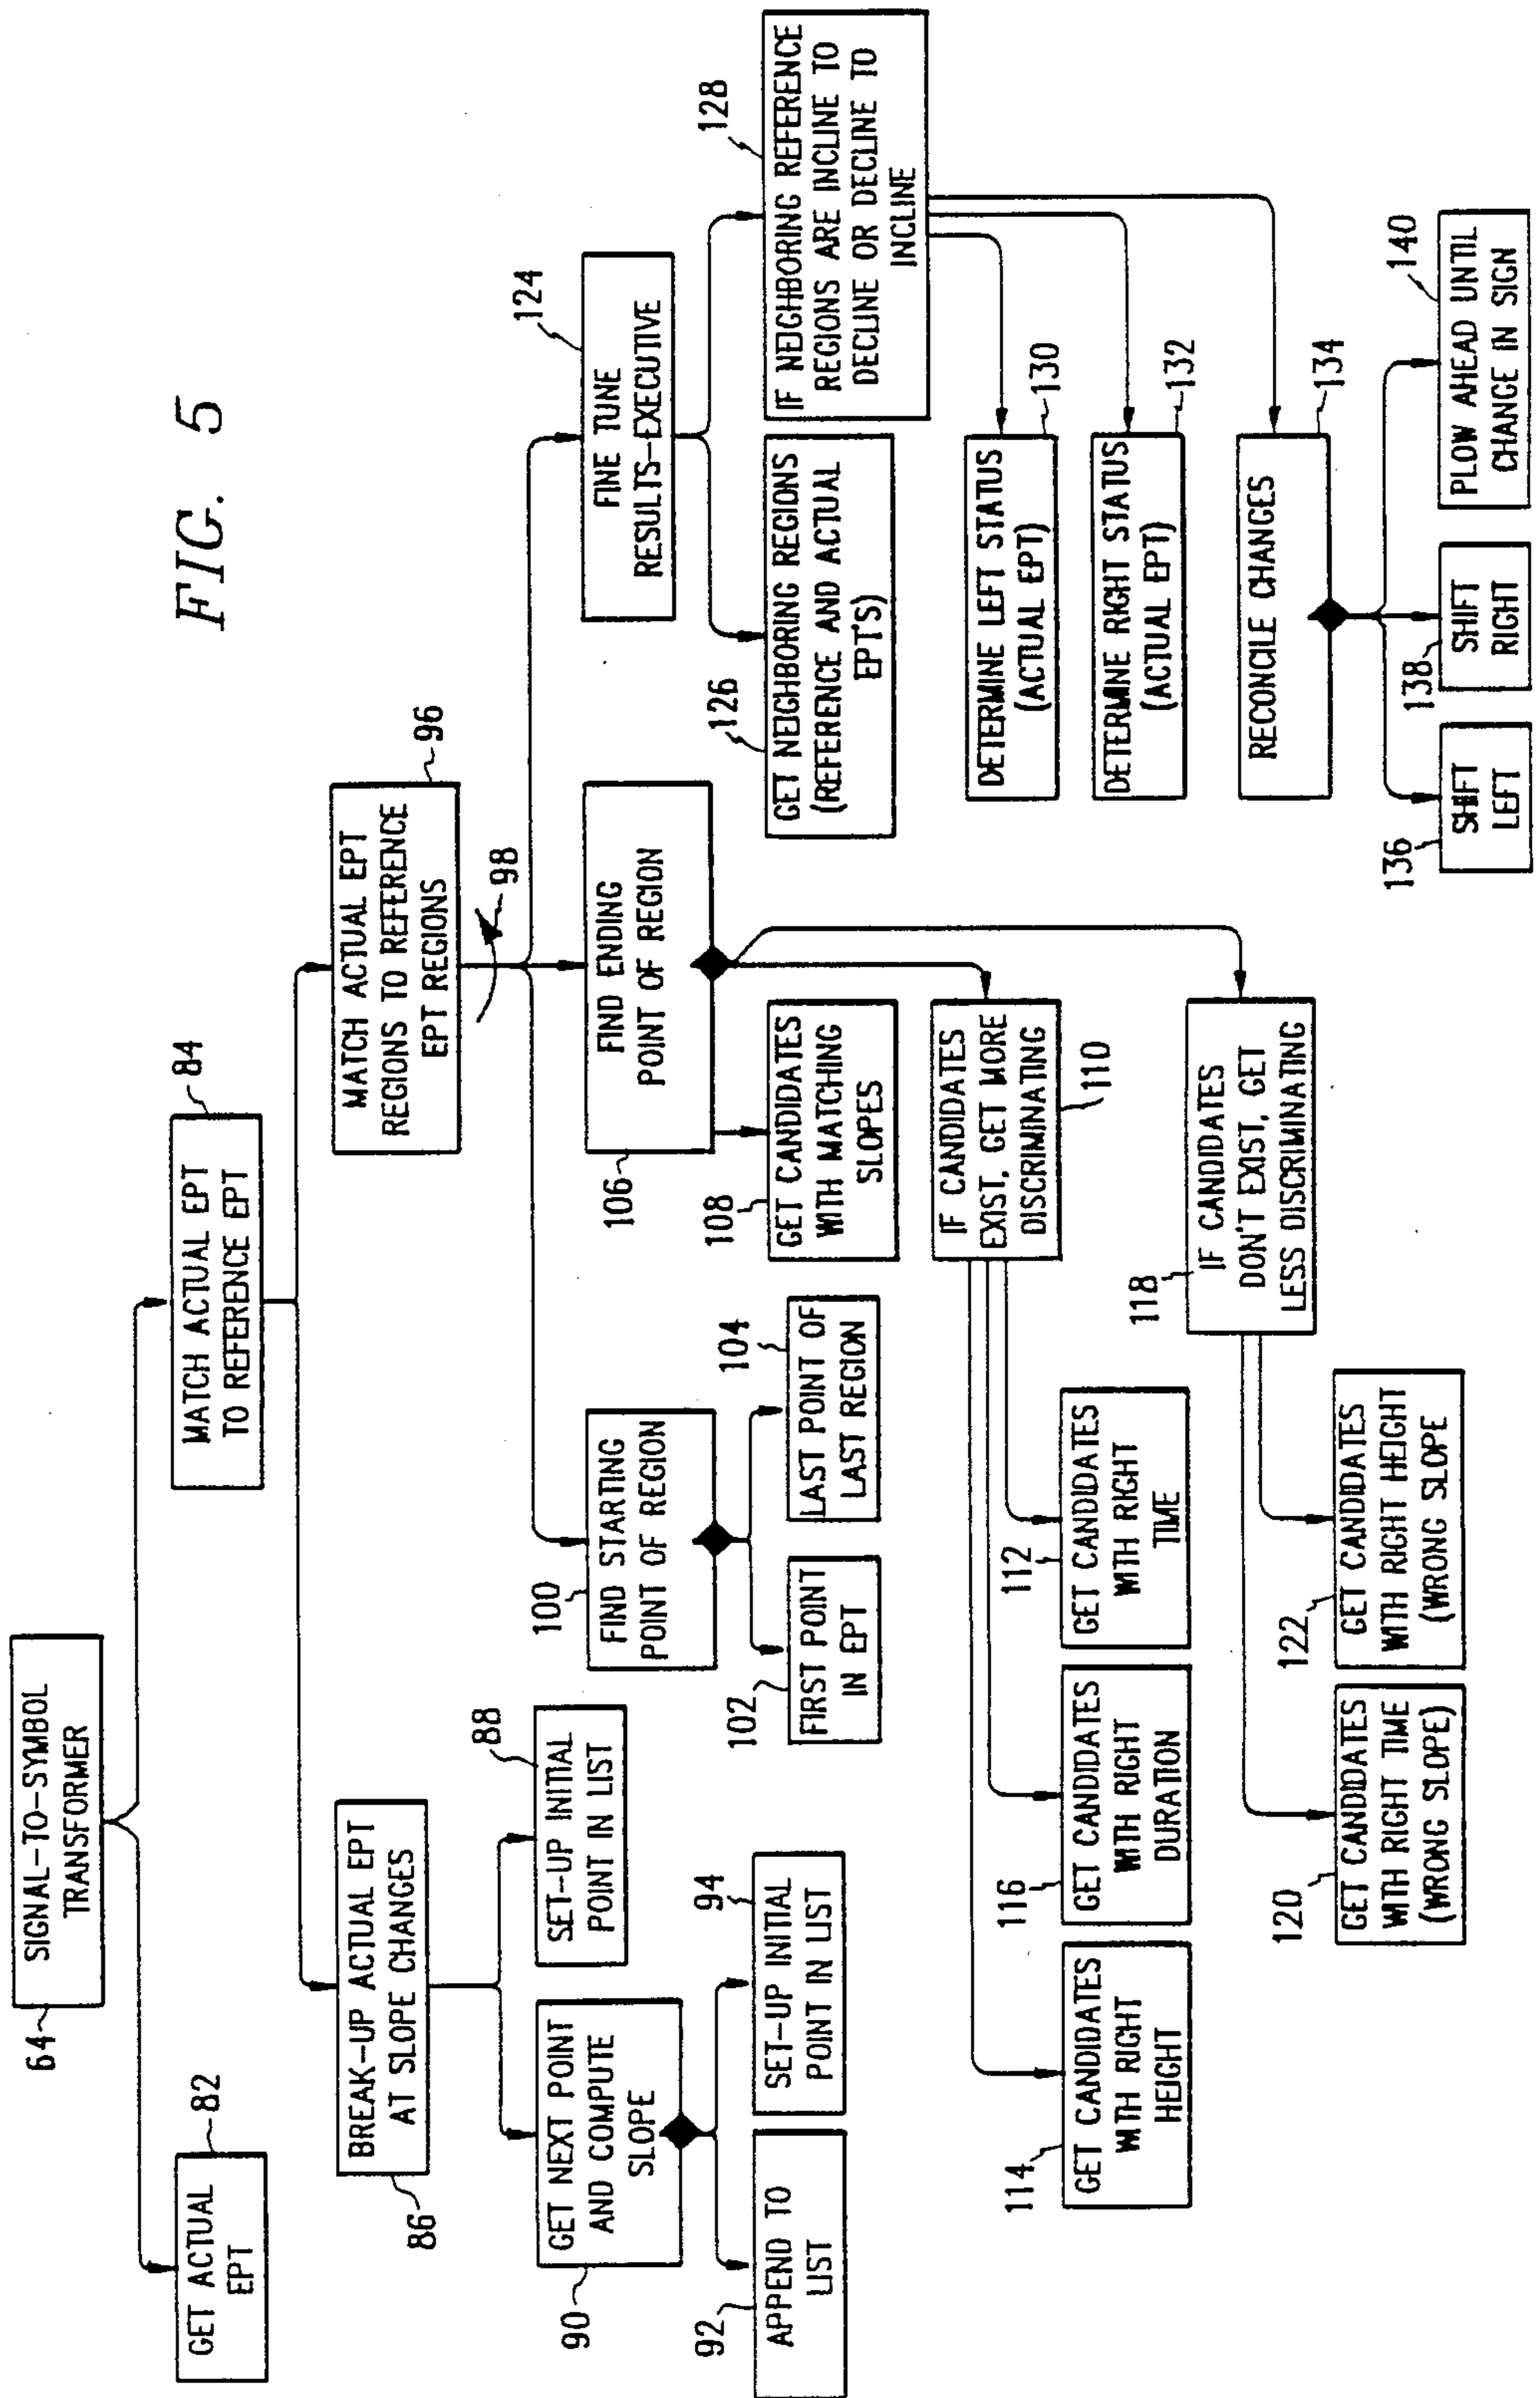 FIG. 5
64
SIGNAL-TO-SYMBOL
TRANSFORMER
GET ACTUAL
EPT
82
MATCH ACTUAL EPT
TO REFERENCE EPT
84
BREAK-UP ACTUAL EPT
AT SLOPE CHANGES
86
MATCH ACTUAL EPT
REGIONS TO REFERENCE
EPT REGIONS
96
98
GET NEXT POINT
AND COMPUTE
SLOPE
90
SET-UP INITIAL
POINT IN LIST
88
APPEND TO
LIST
92
SET-UP INITIAL
POINT IN LIST
94
100
FIND STARTING
POINT OF REGION
102
FIRST POINT
IN EPT
104
LAST POINT OF
LAST REGION
106
FIND ENDING
POINT OF REGION
108
GET CANDIDATES
WITH MATCHING
SLOPES
IF CANDIDATES
EXIST, GET MORE
DISCRIMINATING
110
114
GET CANDIDATES
WITH RIGHT
HEIGHT
116
GET CANDIDATES
WITH RIGHT
DURATION
112
GET CANDIDATES
WITH RIGHT
TIME
118
IF CANDIDATES
DON'T EXIST, GET
LESS DISCRIMINATING
120
GET CANDIDATES
WITH RIGHT TIME
(WRONG SLOPE)
122
GET CANDIDATES
WITH RIGHT HEIGHT
(WRONG SLOPE)
124
FINE TUNE
RESULTS-EXECUTIVE
126
GET NEIGHBORING REGIONS
(REFERENCE AND ACTUAL
EPT'S)
128
IF NEIGHBORING REFERENCE
REGIONS ARE INCLINE TO
DECLINE OR DECLINE TO
INCLINE
DETERMINE LEFT STATUS
(ACTUAL EPT)
130
DETERMINE RIGHT STATUS
(ACTUAL EPT)
132
RECONCILE CHANGES
134
136
SHIFT
LEFT
138
SHIFT
RIGHT
140
PLOW AHEAD UNTIL
CHANGE IN SIGN